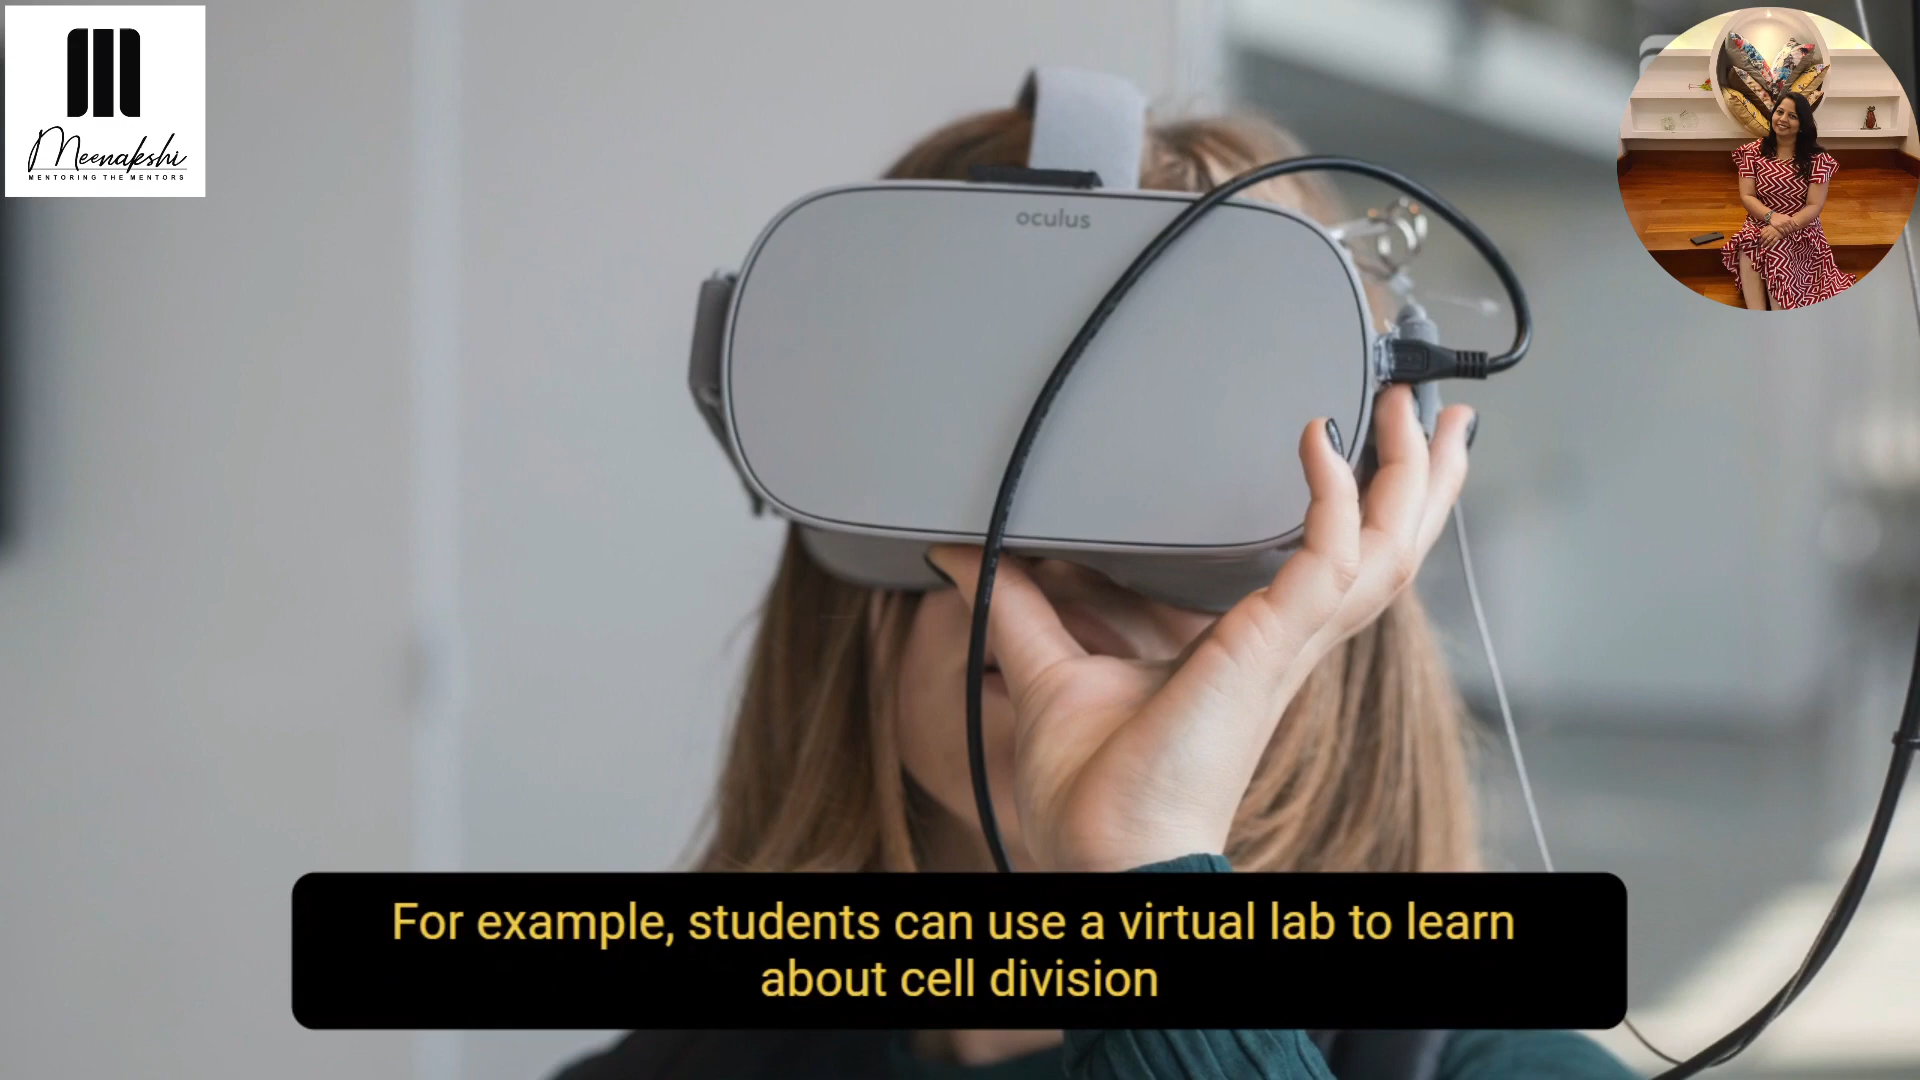 Meenakshi
MENTORING THE MENTORS
oculus
For example, students can use a virtual lab to learn
about cell division